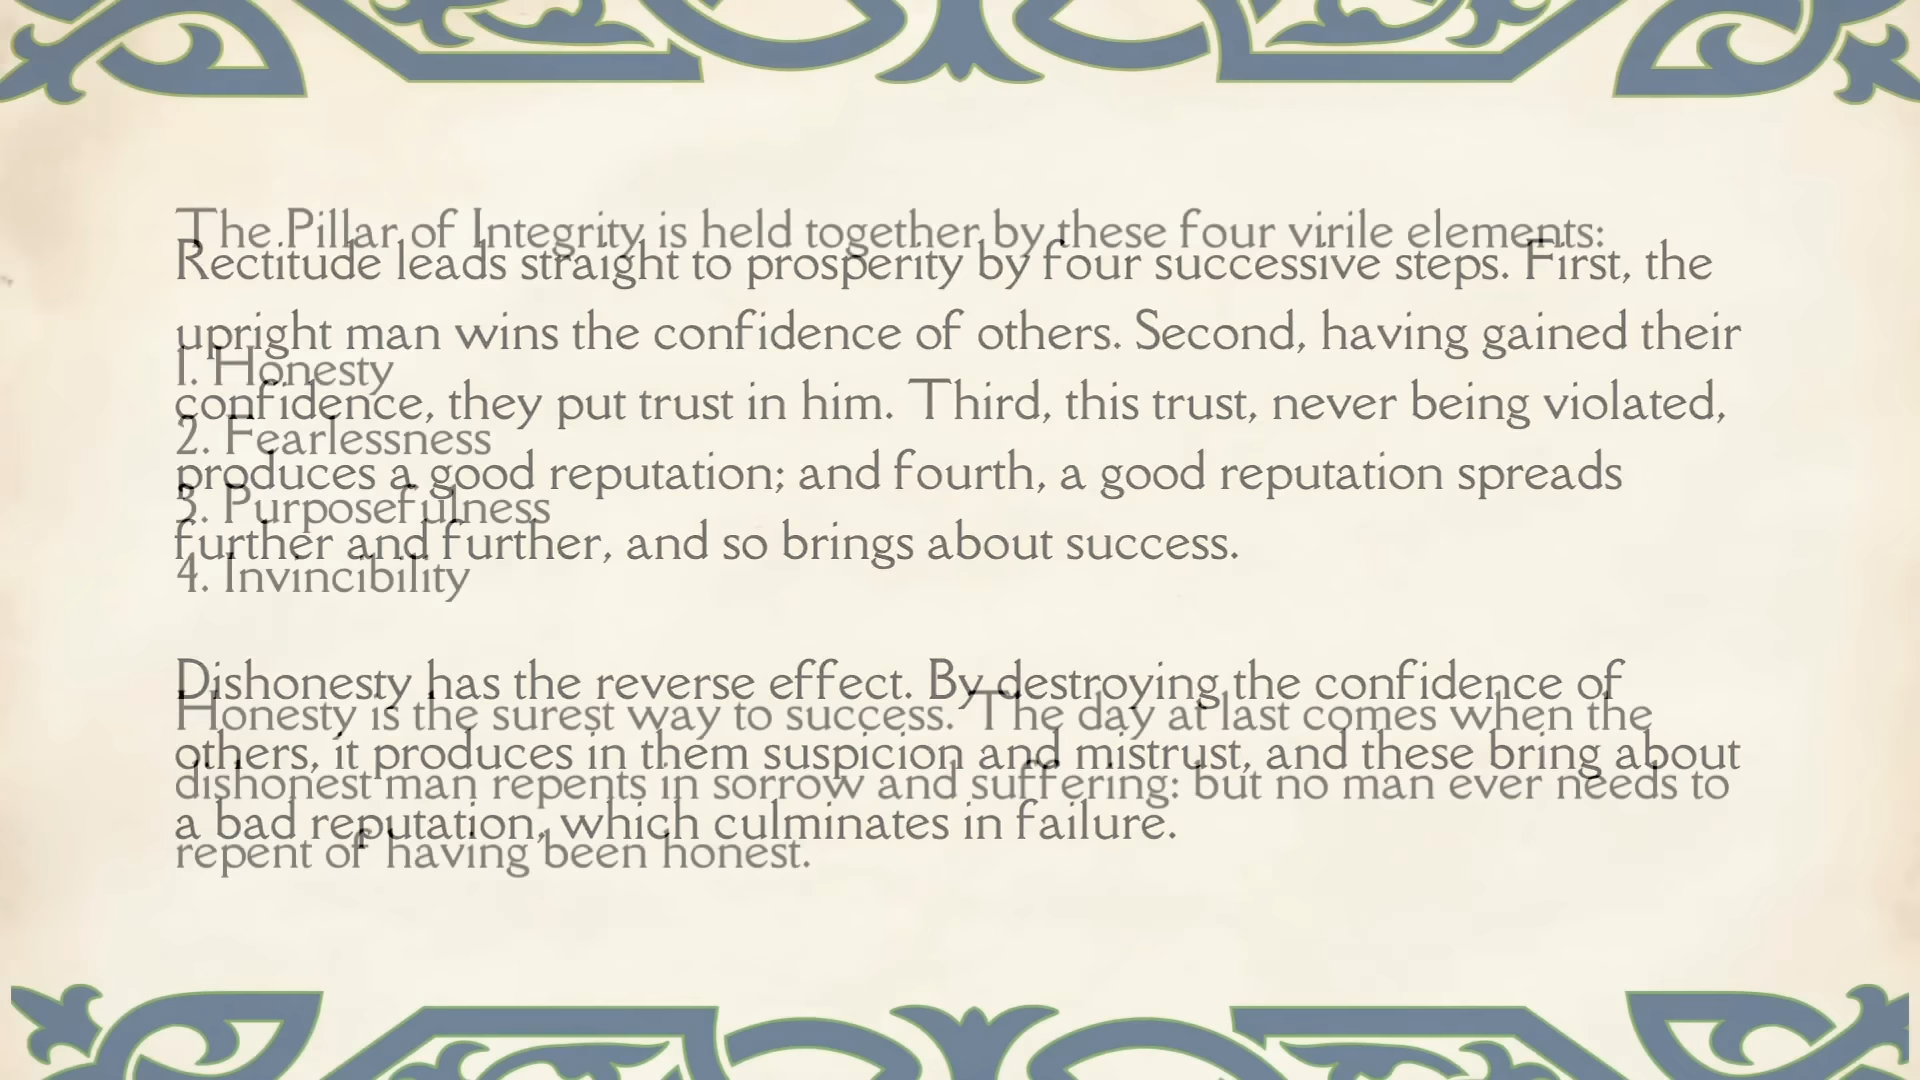 The Pillar of Integrity is held together by these four virile elements:
Rectitude leads straight to prosperity by four successive steps. First, the
upright man wins the confidence of others. Second, having gained their
1. Honesty
confidence, they put trust in him. Third, this trust, never being violated,
2. Fearlessness
produces a good reputation; and fourth, a good reputation spreads
3. Purposefulness
further and further, and so brings about success.
4. Invincibility
Dishonesty has the reverse effect. By destroying the confidence of
Honesty is the surest way to success. The day at last comes when the
others, it produces in them suspicion and mistrust, and these bring about
dishonest man repents in sorrow and suffering: but no man ever needs to
a bad reputation, which culminates in failure.
repent of having been honest.